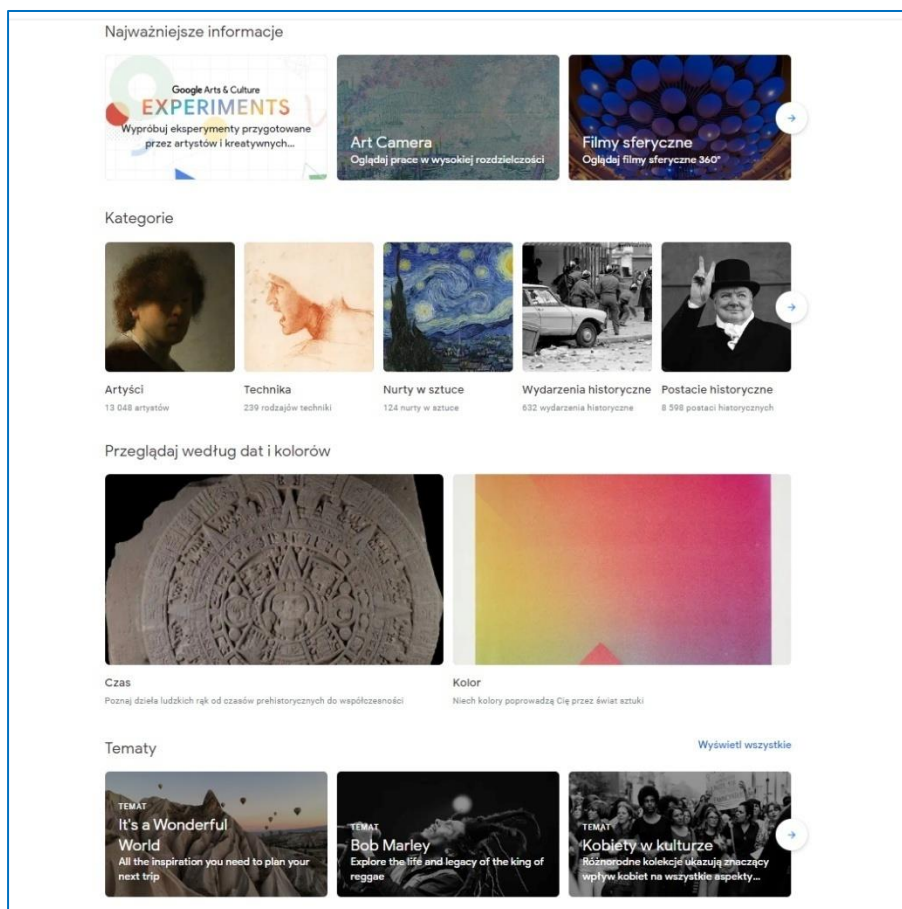 Najważniejsze informacje
Google Arts & Culture
EXPERIMENTS
Wypróbuj eksperymenty przygotowane
przez artystów i kreatywnych...
Art Camera
Oglądaj prace w wysokiej rozdzielczości
Filmy sferyczne
Oglądaj filmy sferyczne 360°
Kategorie
Artyści
13 048 artystów
Technika
239 rodzajów techniki
Nurty w sztuce
124 nurty w sztuce
Wydarzenia historyczne
632 wydarzenia historyczne
Postacie historyczne
8 598 postaci historycznych
Przeglądaj według dat i kolorów
Czas
Poznaj dzieła ludzkich rąk od czasów prehistorycznych do współczesności
Kolor
Niech kolory poprowadzą Cię przez świat sztuki
Tematy
Wyświetl wszystkie
TEMAT
It's a Wonderful
World
All the inspiration you need to plan your
next trip
TEMAT
Bob Marley
Explore the life and legacy of the king of
reggae
TEMAT
Kobiety w kulturze
Różnorodne kolekcje ukazują znaczący
wpływ kobiet na wszystkie aspekty...